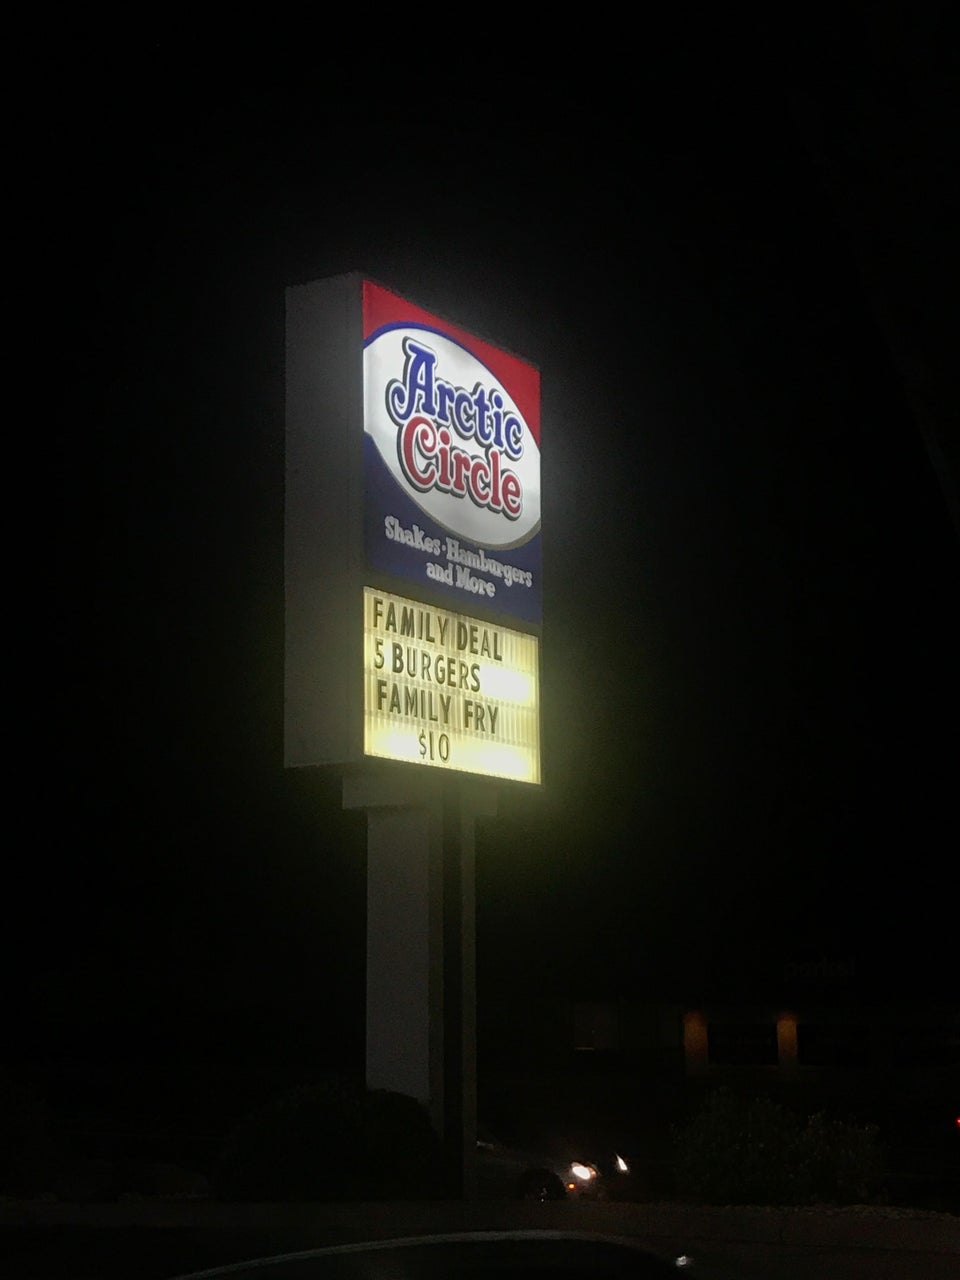 Arctic
Circle
Shakes·Hamburgers
and More
FAMILY DEAL
5 BURGERS
FAMILY FRY
$10